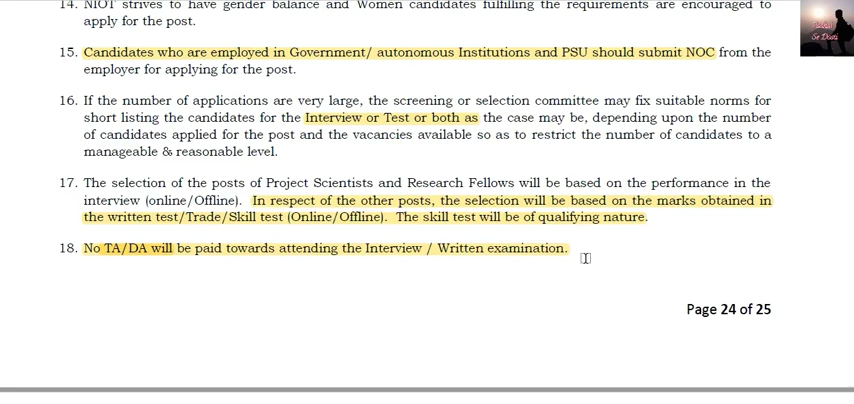 14. NIOT strives to have gender balance and Women candidates fulfilling the requirements are encouraged to
apply for the post.
15. Candidates who are employed in Government/ autonomous Institutions and PSU should submit NOC from the
employer for applying for the post.
16. If the number of applications are very large, the screening or selection committee may fix suitable norms for
short listing the candidates for the Interview or Test or both as the case may be, depending upon the number
of candidates applied for the post and the vacancies available so as to restrict the number of candidates to a
manageable & reasonable level.
17. The selection of the posts of Project Scientists and Research Fellows will be based on the performance in the
interview (online/Offline). In respect of the other posts, the selection will be based on the marks obtained in
the written test/Trade/Skill test (Online/Offline). The skill test will be of qualifying nature.
18. No TA/DA will be paid towards attending the Interview / Written examination.
Page 24 of 25